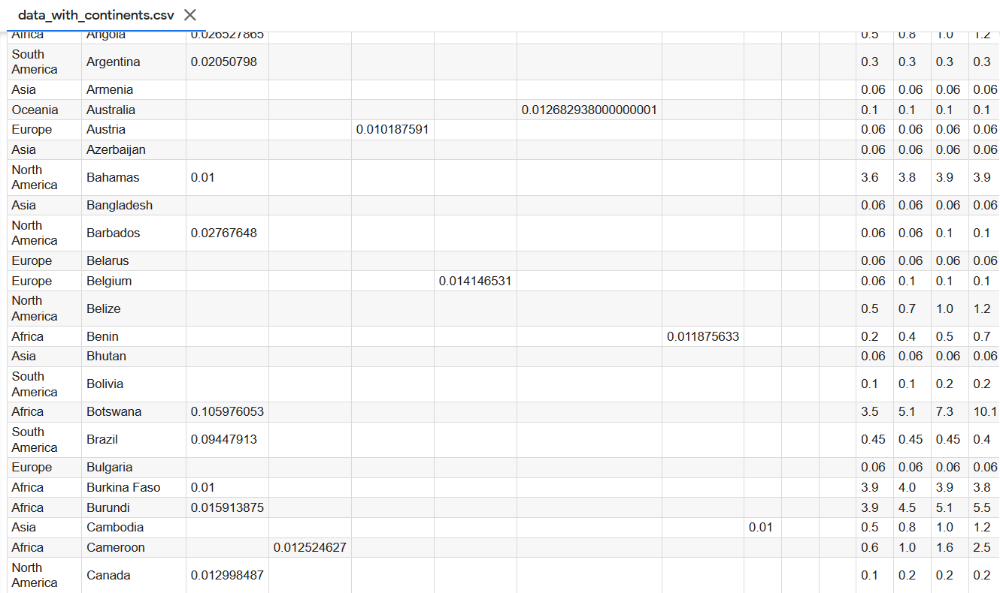 data_with_continents.csv
Africa Angola 0.026527865 0.5 0.8 1.0 1.2
South
America Argentina 0.02050798 0.3 0.3 0.3 0.3
Asia Armenia 0.06 0.06 0.06 0.06
Oceania Australia 0.012682938000000001 0.1 0.1 0.1 0.1
Europe Austria 0.010187591 0.06 0.06 0.06 0.06
Asia Azerbaijan 0.06 0.06 0.06 0.06
North
America Bahamas 0.01 3.6 3.8 3.9 3.9
Asia Bangladesh 0.06 0.06 0.06 0.06
North
America Barbados 0.02767648 0.06 0.06 0.1 0.1
Europe Belarus 0.06 0.06 0.06 0.06
Europe Belgium 0.014146531 0.06 0.1 0.1 0.1
North
America Belize 0.5 0.7 1.0 1.2
Africa Benin 0.011875633 0.2 0.4 0.5 0.7
Asia Bhutan 0.06 0.06 0.06 0.06
South
America Bolivia 0.1 0.1 0.2 0.2
Africa Botswana 0.105976053 3.5 5.1 7.3 10.1
South
America Brazil 0.09447913 0.45 0.45 0.45 0.4
Europe Bulgaria 0.06 0.06 0.06 0.06
Africa Burkina Faso 0.01 3.9 4.0 3.9 3.8
Africa Burundi 0.015913875 3.9 4.5 5.1 5.5
Asia Cambodia 0.01 0.5 0.8 1.0 1.2
Africa Cameroon 0.012524627 0.6 1.0 1.6 2.5
North
America Canada 0.012998487 0.1 0.2 0.2 0.2